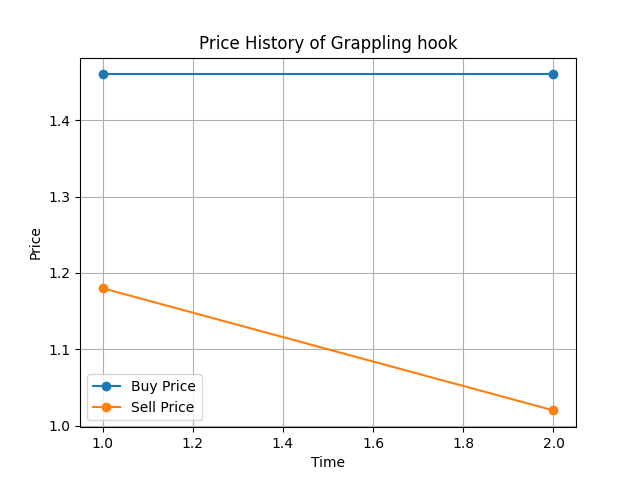 Price History of Grappling hook
Price
1.4
1.3
1.2
1.1
1.0
Buy Price
Sell Price
1.0 1.2 1.4 1.6 1.8 2.0
Time